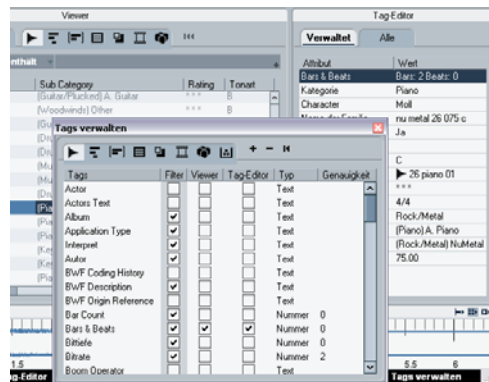 Viewer
Tag-Editor
Verwaltet Alle
enthält
Attribut Wert
Sub Category Rating Tonart
Bars & Beats Bars: 2 Beats: 0
(Guitar/Plucked) A. Guitar *** B
Kategorie Piano
(Woodwinds) Other *** B
Character Moll
nu metal 26 075 c
Tags verwalten
Ja
C
26 piano 01
***
4/4
Rock/Metal
(Piano) A. Piano
(Rock/Metal) NuMetal
75.00
Tags Filter Viewer Tag-Editor Typ Genauigkeit
Actor Text
Actors Text Text
Album Text
Application Type Text
Interpret Text
Autor Text
BWF Coding History Text
BWF Description Text
BWF Origin Reference Text
Bar Count Nummer 0
Bars & Beats Nummer 0
Bittiefe Nummer 0
Bitrate Nummer 2
Boom Operator Text
1.5
5.5 6
g-Editor
Tags verwalten